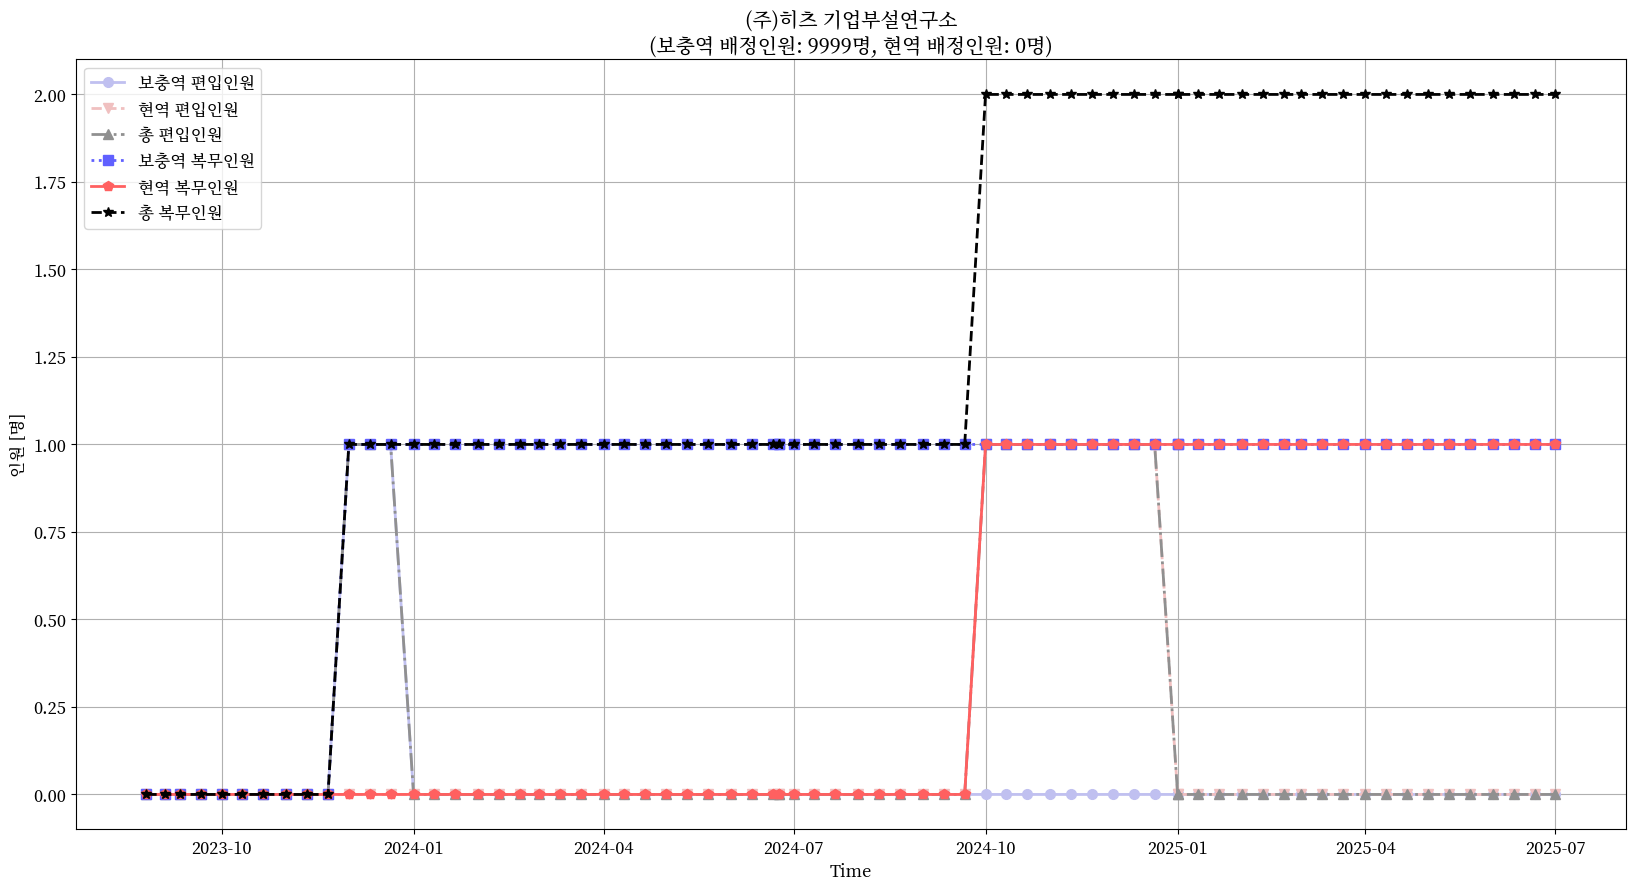 (주)히츠 기업부설연구소
(보충역 배정인원: 9999명, 현역 배정인원: 0명)
보충역 편입인원
현역 편입인원
총 편입인원
보충역 복무인원
현역 복무인원
총 복무인원
2.00
1.75
1.50
1.25
1.00
0.75
0.50
0.25
0.00
인원 [명]
2023-10
2024-01
2024-04
2024-07
2024-10
2025-01
2025-04
2025-07
Time